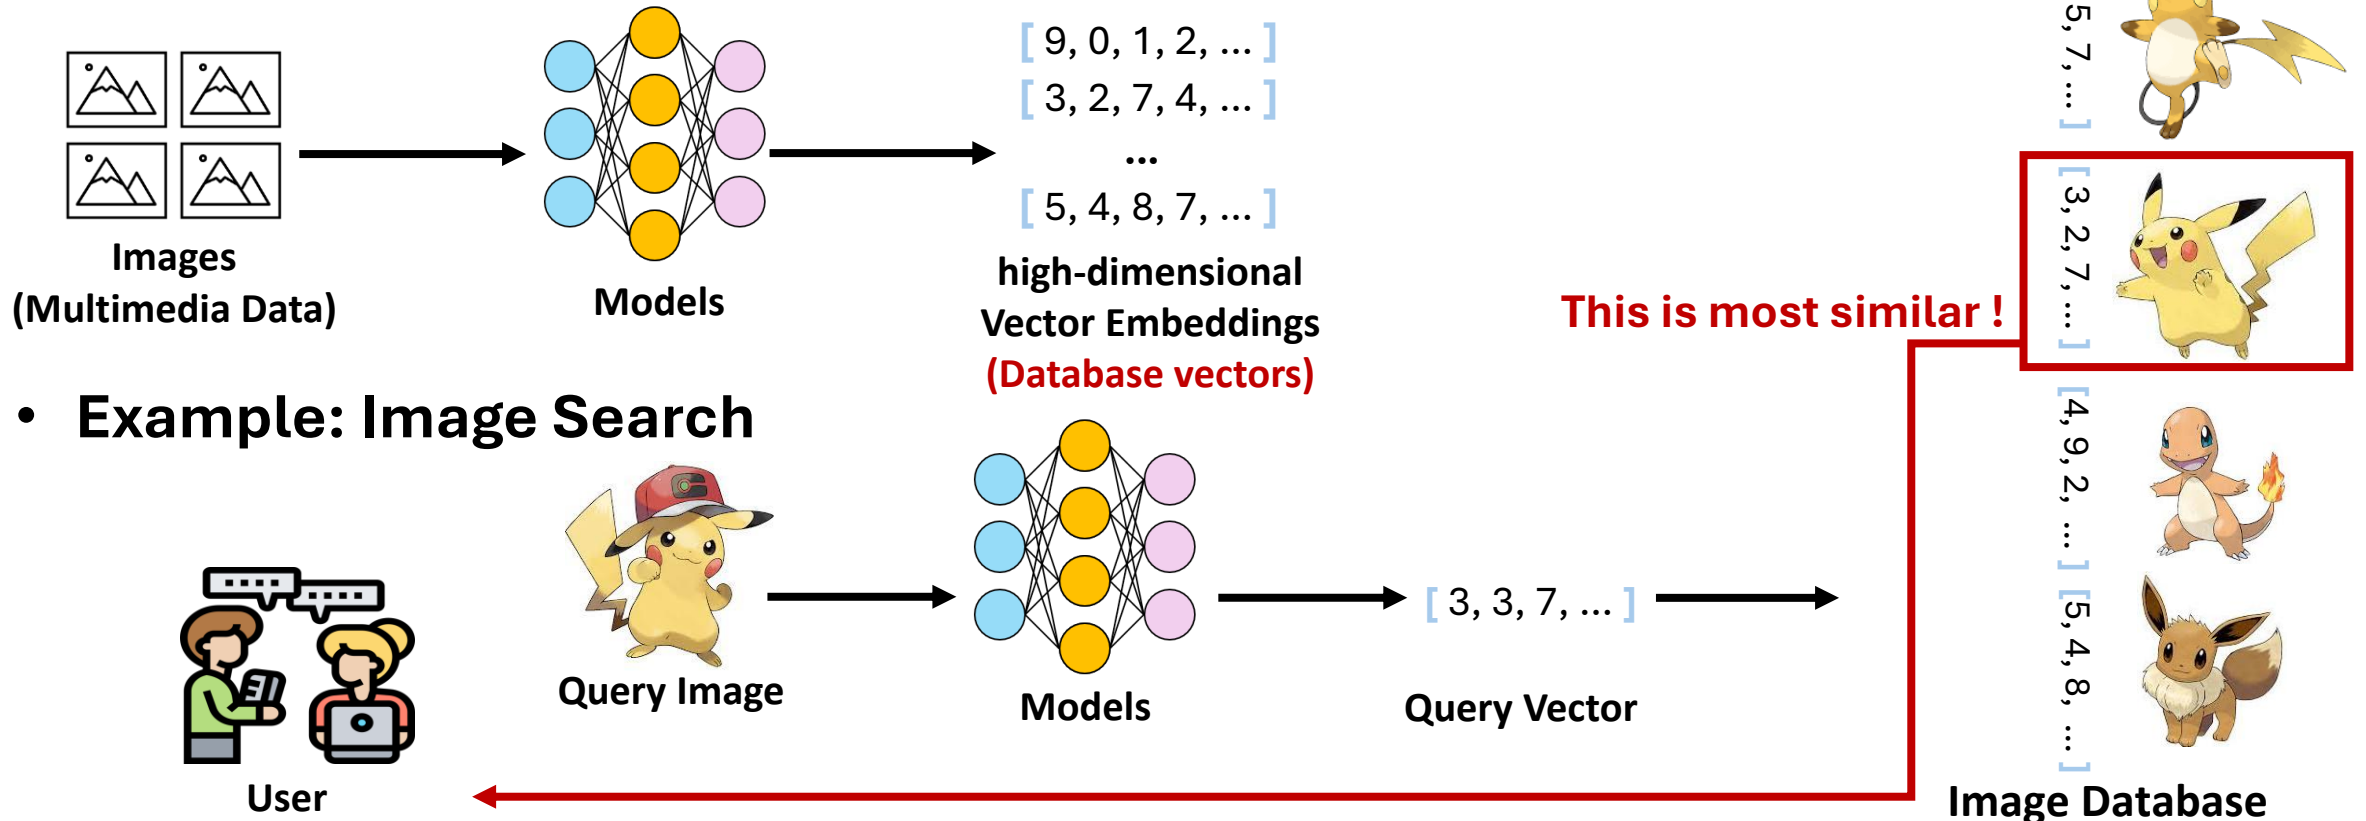 [ 9, 0, 1, 2, ... ]
[ 3, 2, 7, 4, ... ]
...
[ 5, 4, 8, 7, ... ]
Images
(Multimedia Data)
Models
high-dimensional
Vector Embeddings
(Database vectors)
5, 7, ... ]
[ 3, 2, 7, ... ]
This is most similar !
• Example: Image Search
[4, 9, 2, ... ]
[ 3, 3, 7, ... ]
[5, 4, 8, ... ]
Query Image
Models
Query Vector
User
Image Database